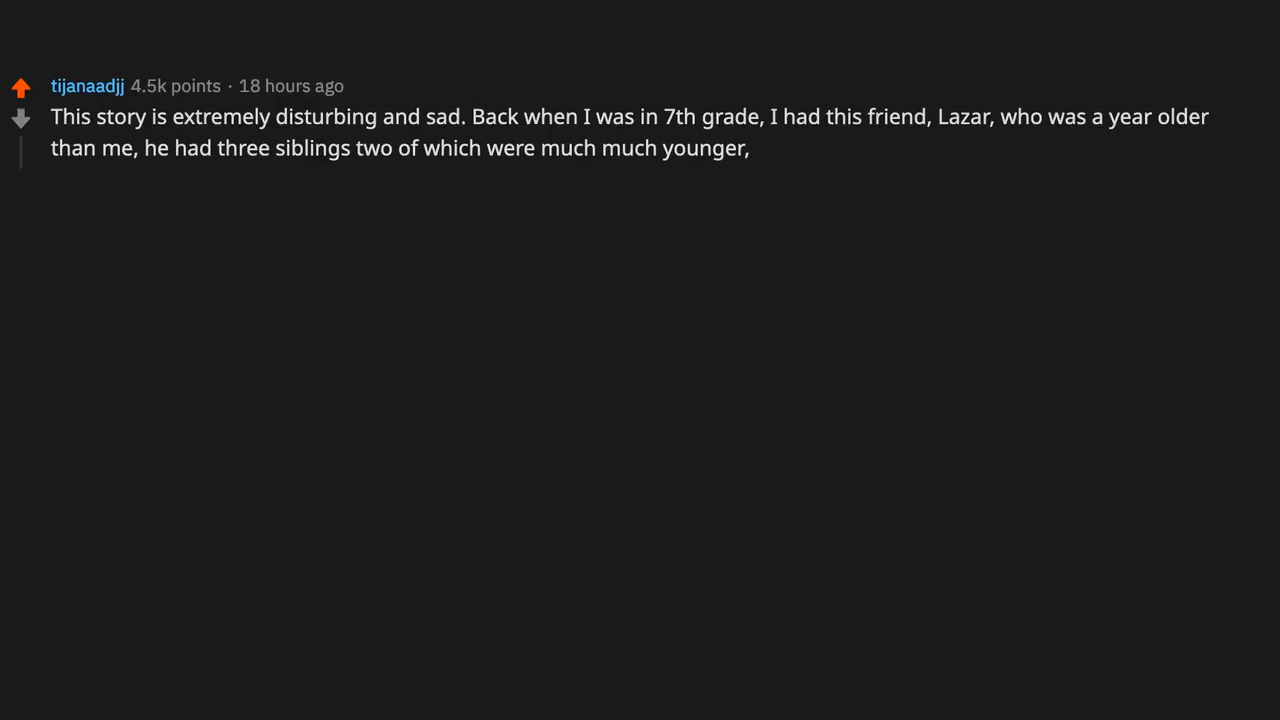 tijanaadjj 4.5k points · 18 hours ago
This story is extremely disturbing and sad. Back when I was in 7th grade, I had this friend, Lazar, who was a year older
than me, he had three siblings two of which were much much younger,